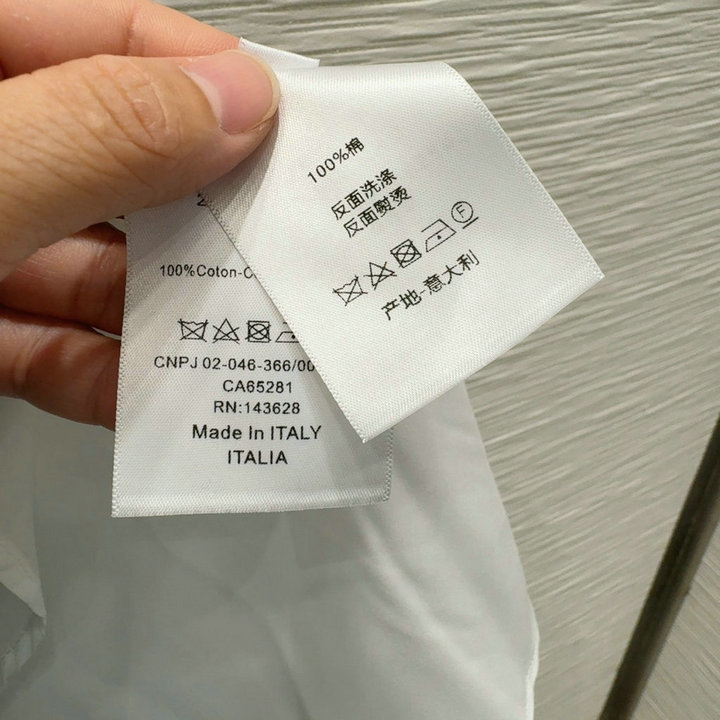 100%棉
反面洗涤
反面熨烫
F
产地-意大利
100%Coton-C
CNPJ 02-046-366/00
CA65281
RN:143628
Made In ITALY
ITALIA